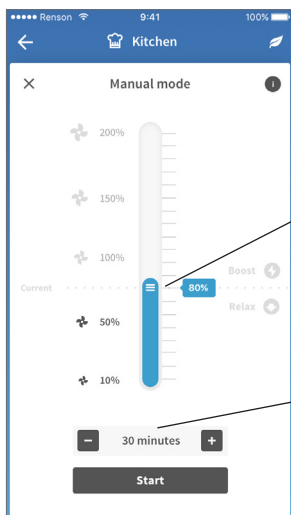 Renson 9:41 100%
Kitchen
Manual mode
200%
150%
100%
Boost
Current 80%
Relax
50%
10%
30 minutes
Start